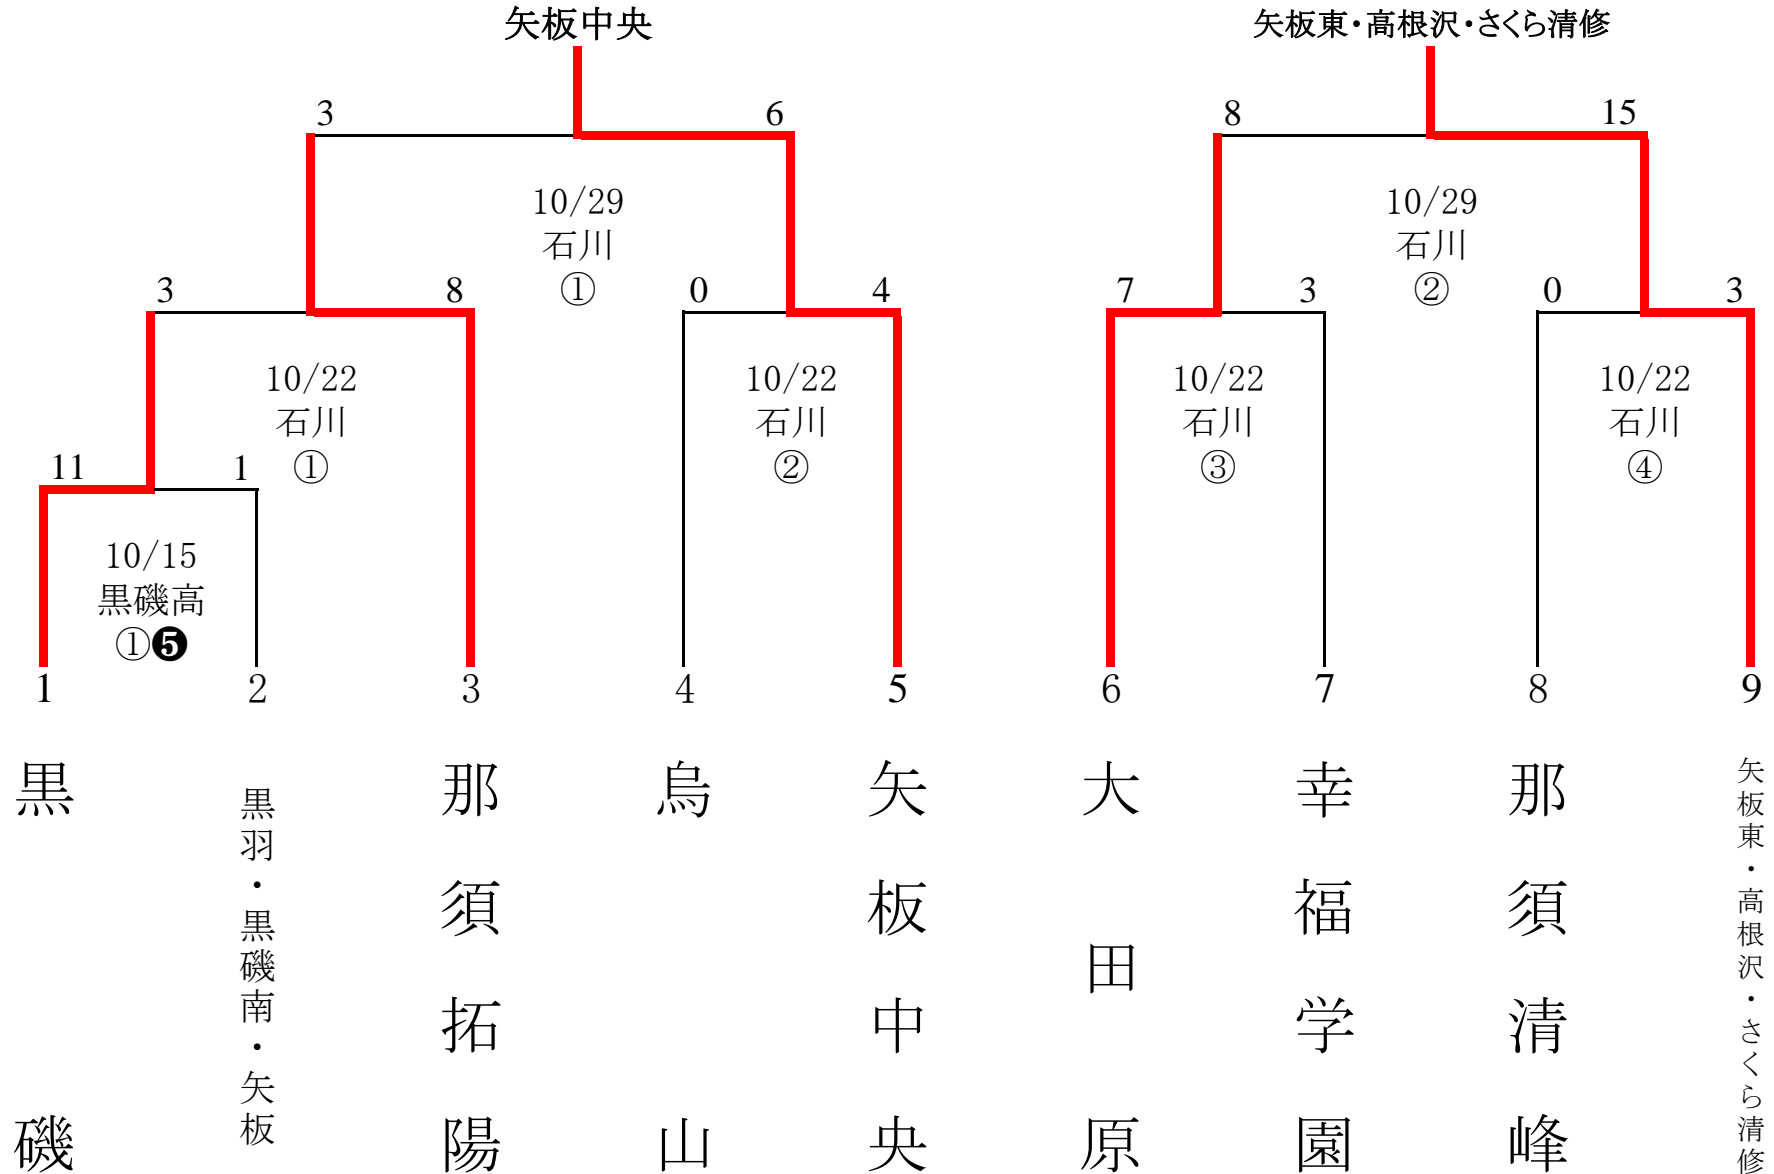 矢板中央
矢板東・高根沢・さくら清修
3
6
8
15
10/29
石川
①
10/29
石川
②
3
8
0
4
7
3
0
3
10/22
石川
①
10/22
石川
②
10/22
石川
③
10/22
石川
④
11
1
10/15
黒磯高
①❺
1
2
3
4
5
6
7
8
9
黒磯
黒羽・黒磯南・矢板
那須拓陽
烏山
矢板中央
大田原
幸福学園
那須清峰
矢板東・高根沢・さくら清修